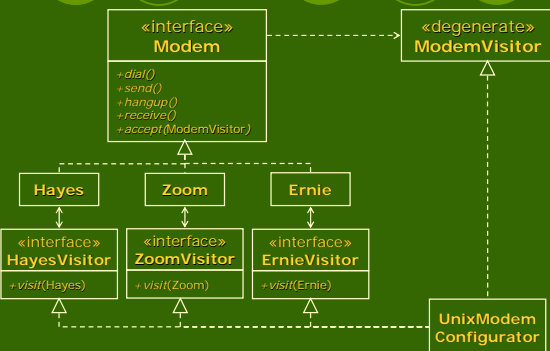 «interface»
Modem
+dial()
+send()
+hangup()
+receive()
+accept(ModemVisitor)
«degenerate»
ModemVisitor
Hayes
Zoom
Ernie
«interface»
HayesVisitor
+visit(Hayes)
«interface»
ZoomVisitor
+visit(Zoom)
«interface»
ErnieVisitor
+visit(Ernie)
UnixModem
Configurator